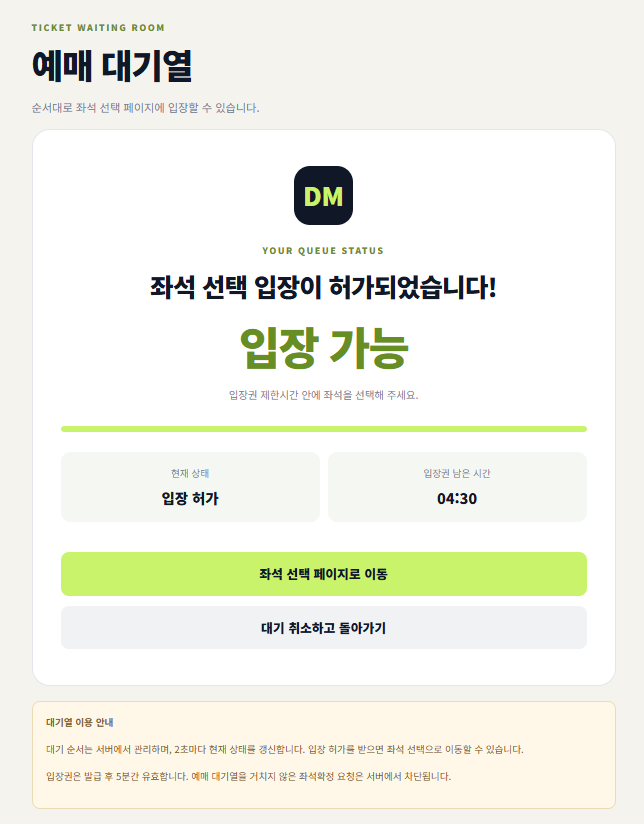 TICKET WAITING ROOM
예매 대기열
순서대로 좌석 선택 페이지에 입장할 수 있습니다.
DM
YOUR QUEUE STATUS
좌석 선택 입장이 허가되었습니다!
입장 가능
입장권 제한시간 안에 좌석을 선택해 주세요.
현재 상태
입장 허가
입장권 남은 시간
04:30
좌석 선택 페이지로 이동
대기 취소하고 돌아가기
대기열 이용 안내
대기 순서는 서버에서 관리하며, 2초마다 현재 상태를 갱신합니다. 입장 허가를 받으면 좌석 선택으로 이동할 수 있습니다.
입장권은 발급 후 5분간 유효합니다. 예매 대기열을 거치지 않은 좌석확정 요청은 서버에서 차단됩니다.